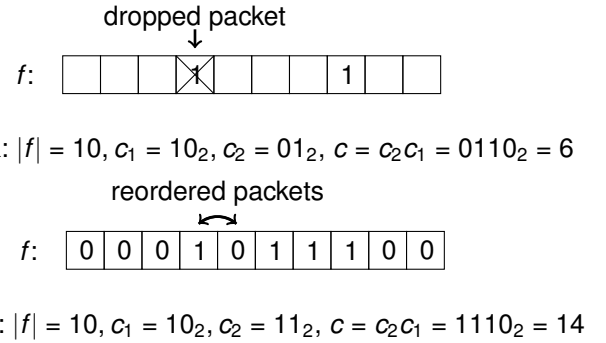 dropped packet
f: 1 1
: |f| = 10, c₁ = 10₂, c₂ = 01₂, c = c₂c₁ = 0110₂ = 6
reordered packets
f: 0 0 0 1 0 1 1 1 0 0
: |f| = 10, c₁ = 10₂, c₂ = 11₂, c = c₂c₁ = 1110₂ = 14